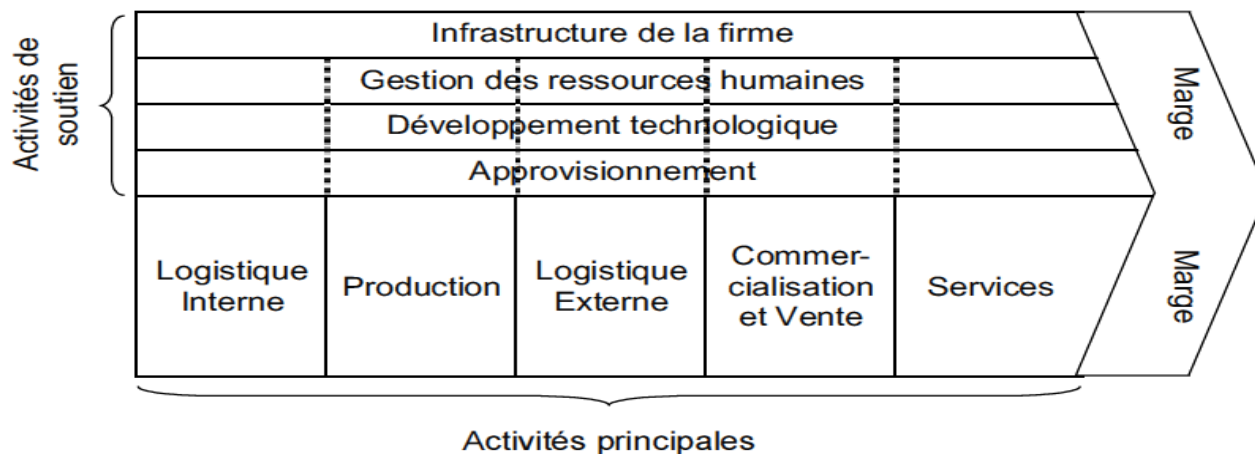 Activités de
soutien
Infrastructure de la firme
Gestion des ressources humaines
Développement technologique
Approvisionnement
Marge
Logistique
Interne
Production
Logistique
Externe
Commer-
cialisation
et Vente
Services
Marge
Activités principales